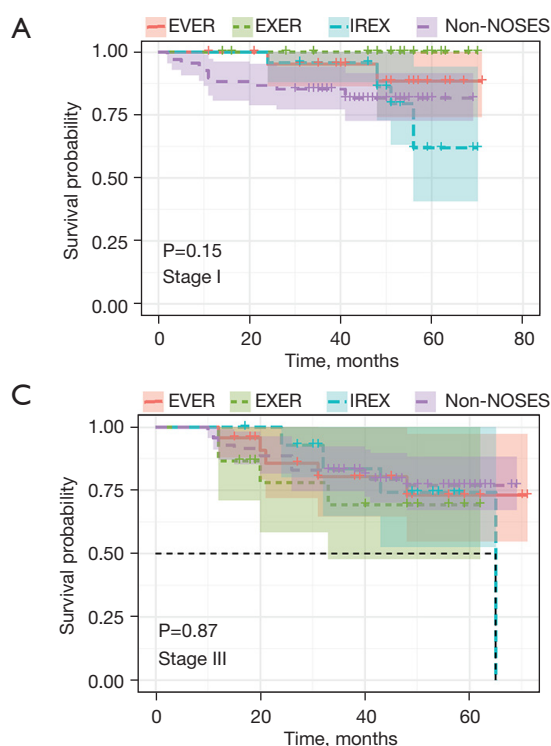 A
EVER EXER IREX Non-NOSES
1.00
0.75
0.50
0.25
0.00
Survival probability
P=0.15
Stage I
0 20 40 60 80
Time, months
C
EVER EXER IREX Non-NOSES
1.00
0.75
0.50
0.25
0.00
Survival probability
P=0.87
Stage III
0 20 40 60
Time, months